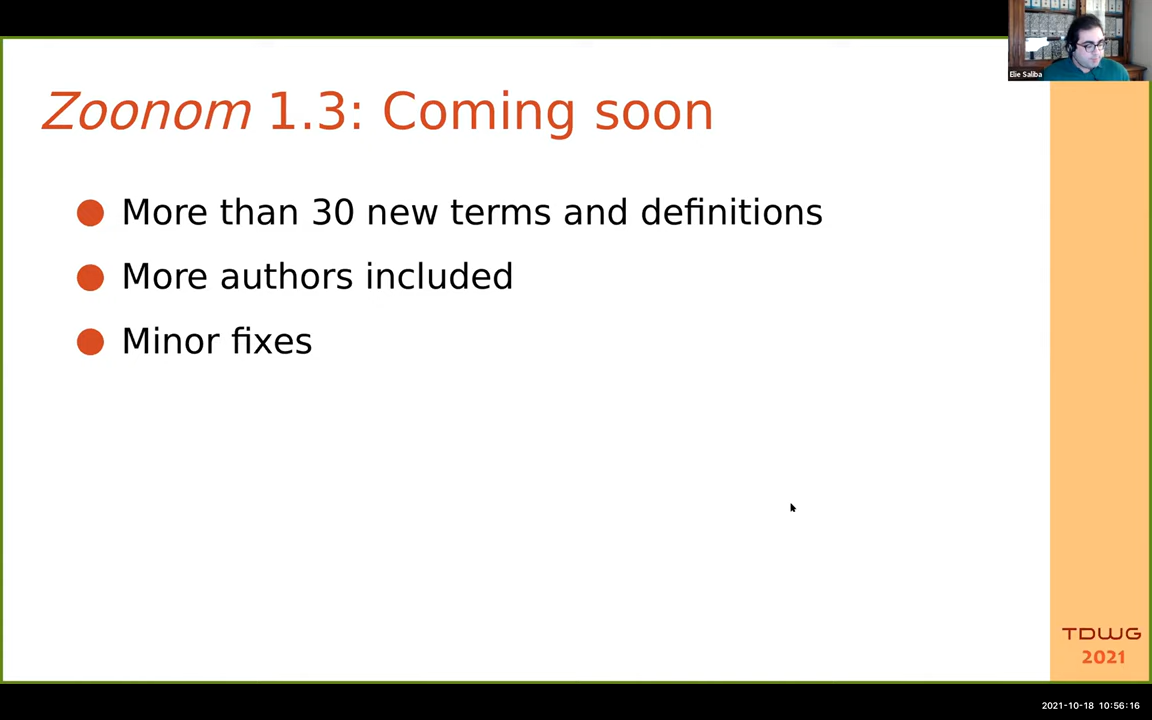 Elie Saliba
Zoonom 1.3: Coming soon
More than 30 new terms and definitions
More authors included
Minor fixes
TDWG
2021
2021-10-18 10:56:16